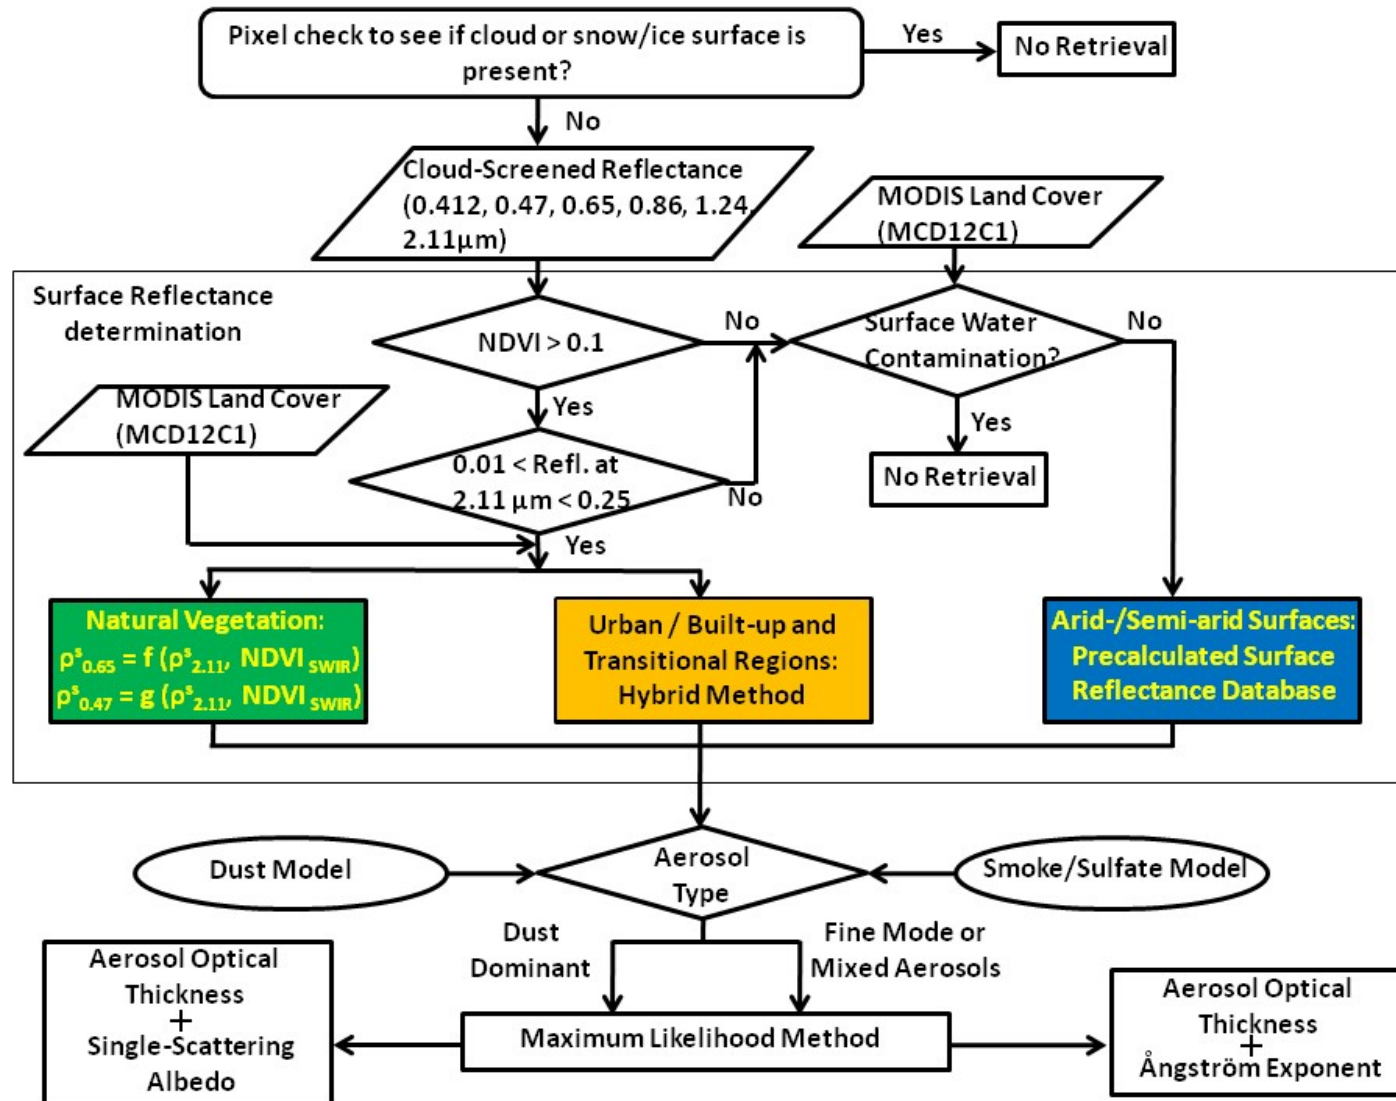 Pixel check to see if cloud or snow/ice surface is
present?
Yes
No Retrieval
No
Cloud-Screened Reflectance
(0.412, 0.47, 0.65, 0.86, 1.24,
2.11µm)
MODIS Land Cover
(MCD12C1)
Surface Reflectance
determination
NDVI > 0.1
No
Surface Water
Contamination?
No
Yes
Yes
No Retrieval
MODIS Land Cover
(MCD12C1)
0.01 < Refl. at
2.11 µm < 0.25
No
Yes
Natural Vegetation:
ρˢ₀.₆₅ = f (ρˢ₂.₁₁, NDVI SWIR)
ρˢ₀.₄₇ = g (ρˢ₂.₁₁, NDVI SWIR)
Urban / Built-up and
Transitional Regions:
Hybrid Method
Arid-/Semi-arid Surfaces:
Precalculated Surface
Reflectance Database
Dust Model
Aerosol
Type
Smoke/Sulfate Model
Dust
Dominant
Fine Mode or
Mixed Aerosols
Aerosol Optical
Thickness
+
Single-Scattering
Albedo
Maximum Likelihood Method
Aerosol Optical
Thickness
+
Ångström Exponent